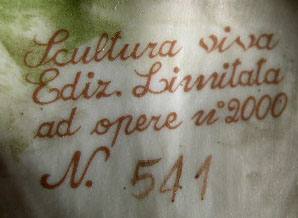 Scultura viva
Ediz. Limitata
ad opere n° 2000
N. 541